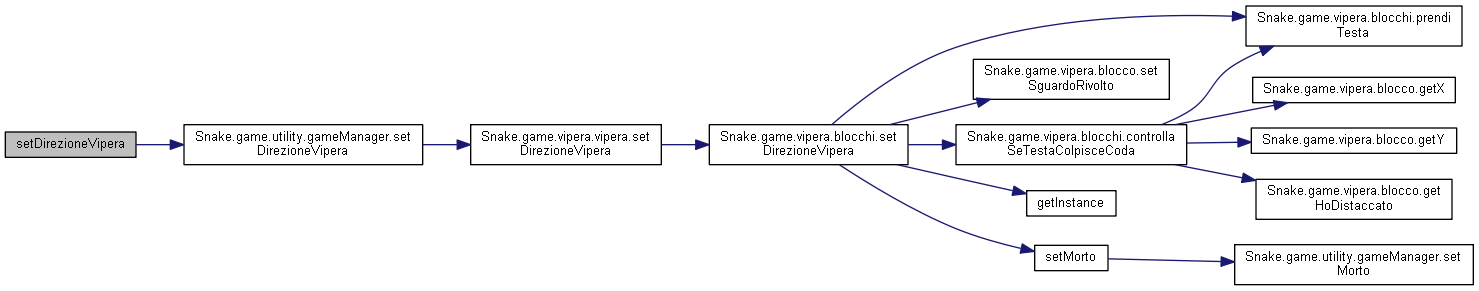 setDirezioneVipera
Snake.game.utility.gameManager.set
DirezioneVipera
Snake.game.vipera.vipera.set
DirezioneVipera
Snake.game.vipera.blocchi.set
DirezioneVipera
Snake.game.vipera.blocco.set
SguardoRivolto
Snake.game.vipera.blocchi.controlla
SeTestaColpisceCoda
getInstance
setMorto
Snake.game.vipera.blocchi.prendi
Testa
Snake.game.vipera.blocco.getX
Snake.game.vipera.blocco.getY
Snake.game.vipera.blocco.get
HoDistaccato
Snake.game.utility.gameManager.set
Morto